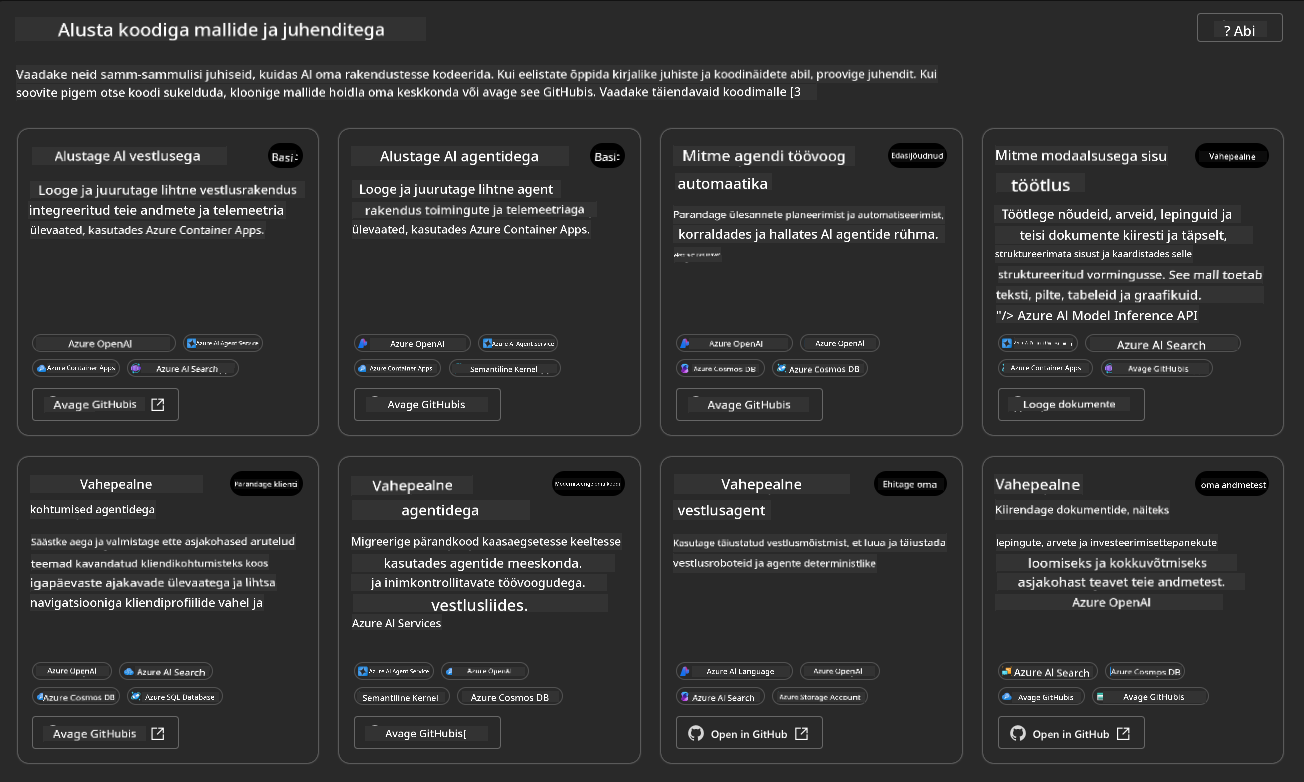 Alusta koodiga mallide ja juhenditega
? Abi
Vaadake neid samm-sammulisi juhiseid, kuidas AI oma rakendustesse kodeerida. Kui eelistate õppida kirjalike juhiste ja koodinäidete abil, proovige juhendit. Kui
soovite pigem otse koodi sukelduda, kloonige mallide hoidla oma keskkonda või avage see GitHubis. Vaadake täiendavaid koodimalle [3
Alustage AI vestlusega
Basi:
Looge ja juurutage lihtne vestlusrakendus
integreeritud teie andmete ja telemeetria
ülevaated, kasutades Azure Container Apps.
Azure OpenAI
Azure AI Agent Service
Azure Container Apps
Azure AI Search
Avage GitHubis
Alustage AI agentidega
Basi:
Looge ja juurutage lihtne agent
rakendus toimingute ja telemeetriaga
ülevaated, kasutades Azure Container Apps.
Azure OpenAI
Azure AI Agent Service
Azure Container Apps
Semantiline Kernel
Avage GitHubis
Mitme agendi töövoog
Edasijõudnud
automaatika
Parandage ülesannete planeerimist ja automatiseerimist,
korraldades ja hallates AI agentide rühma.
Azure OpenAI
Azure OpenAI
Azure Cosmos DB
Azure Cosmos DB
Avage GitHubis
Mitme modaalsusega sisu
Vahepealne
töötlus
Töötlege nõudeid, arveid, lepinguid ja
teisi dokumente kiiresti ja täpselt,
struktureerimata sisust ja kaardistades selle
struktureeritud vormingusse. See mall toetab
teksti, pilte, tabeleid ja graafikuid.
"/> Azure AI Model Inference API
Azure AI Search
Azure Container Apps
Avage GitHubis
Looge dokumente
Vahepealne
Parandage klienti
kohtumised agentidega
Säästke aega ja valmistage ette asjakohased arutelud
teemad kavandatud kliendikohtumisteks koos
igapäevaste ajakavade ülevaatega ja lihtsa
navigatsiooniga kliendiprofiilide vahel ja
Azure OpenAI
Azure AI Search
Azure Cosmos DB
Azure SQL Database
Avage GitHubis
Vahepealne
Moderniseerige oma koodi
agentidega
Migreerige pärandkood kaasaegsetesse keeltesse
kasutades agentide meeskonda.
ja inimkontrollitavate töövoogudega.
vestlusliides.
Azure AI Services
Azure AI Agent Service
Azure OpenAI
Semantiline Kernel
Azure Cosmos DB
Avage GitHubis[
Vahepealne
Ehitage oma
vestlusagent
Kasutage täiustatud vestlusmõistmist, et luua ja täiustada
vestlusroboteid ja agente deterministlike
Azure AI Language
Azure OpenAI
Azure AI Search
Azure Storage Account
Open in GitHub
Vahepealne
oma andmetest
Kiirendage dokumentide, näiteks
lepingute, arvete ja investeerimisettepanekute
loomiseks ja kokkuvõtmiseks
asjakohast teavet teie andmetest.
Azure OpenAI
Azure AI Search
Azure Cosmos DB
Avage GitHubis
Avage GitHubis
Open in GitHub